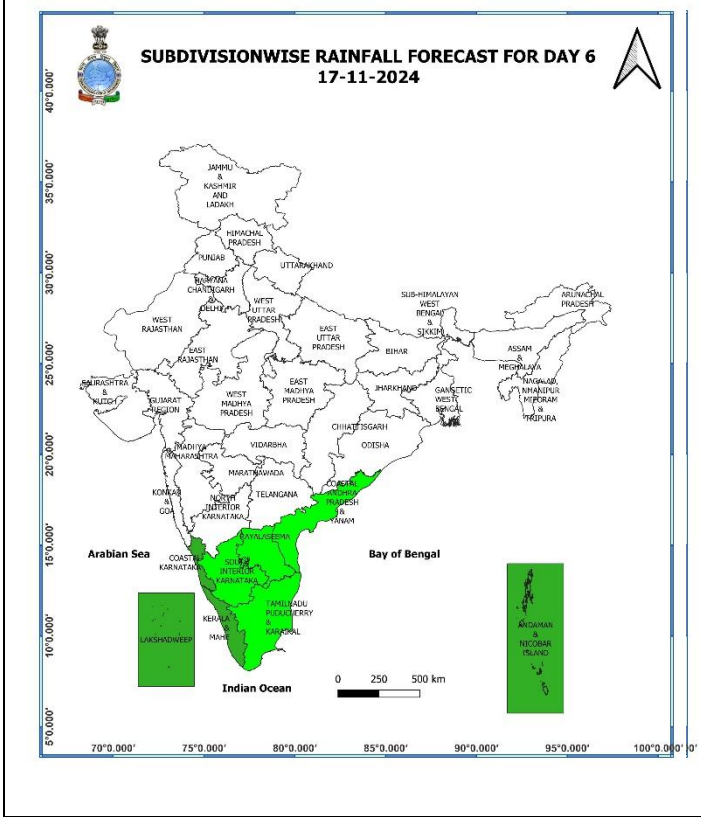 SUBDIVISIONWISE RAINFALL FORECAST FOR DAY 6
17-11-2024
40°0.000'
35°0.000'
30°0.000'
25°0.000'
20°0.000'
15°0.000'
10°0.000'
5°0.000'
JAMMU
&
KASHMIR
AND
LADAKH
HIMACHAL
PRADESH
PUNJAB
UTTARAKHAND
HARYANA
CHANDIGARH
&
DELHI
WEST
UTTAR
PRADESH
WEST
RAJASTHAN
EAST
RAJASTHAN
EAST
UTTAR
PRADESH
SUB-HIMALAYAN
WEST
BENGAL
&
SIKKIM
ARUNACHAL
PRADESH
ASSAM
&
MEGHALAYA
BIHAR
NAGALAD
NMANIPUR
MIZORAM
&
TRIPURA
SAURASHTRA
&
KUTCH
GUJARAT
REGION
WEST
MADHYA
PRADESH
EAST
MADHYA
PRADESH
JHARKHAND
GANGETIC
WEST
BENGAL
CHHATTISGARH
ODISHA
MADHYA
MAHARASHTRA
VIDARBHA
MARATHAWADA
KONKAN
&
GOA
NORTH
INTERIOR
KARNATAKA
TELANGANA
COASTAL
ANDHRA
PRADESH
&
YANAM
RAYALASEEMA
Arabian Sea
Bay of Bengal
COASTAL
KARNATAKA
SOUTH
INTERIOR
KARNATAKA
TAMILNADU
PUDUCHERRY
&
KARAIKAL
KERALA
&
MAHE
LAKSHADWEEP
ANDAMAN
&
NICOBAR
ISLAND
Indian Ocean
0 250 500 km
70°0.000' 75°0.000' 80°0.000' 85°0.000' 90°0.000' 95°0.000' 100°0.000'